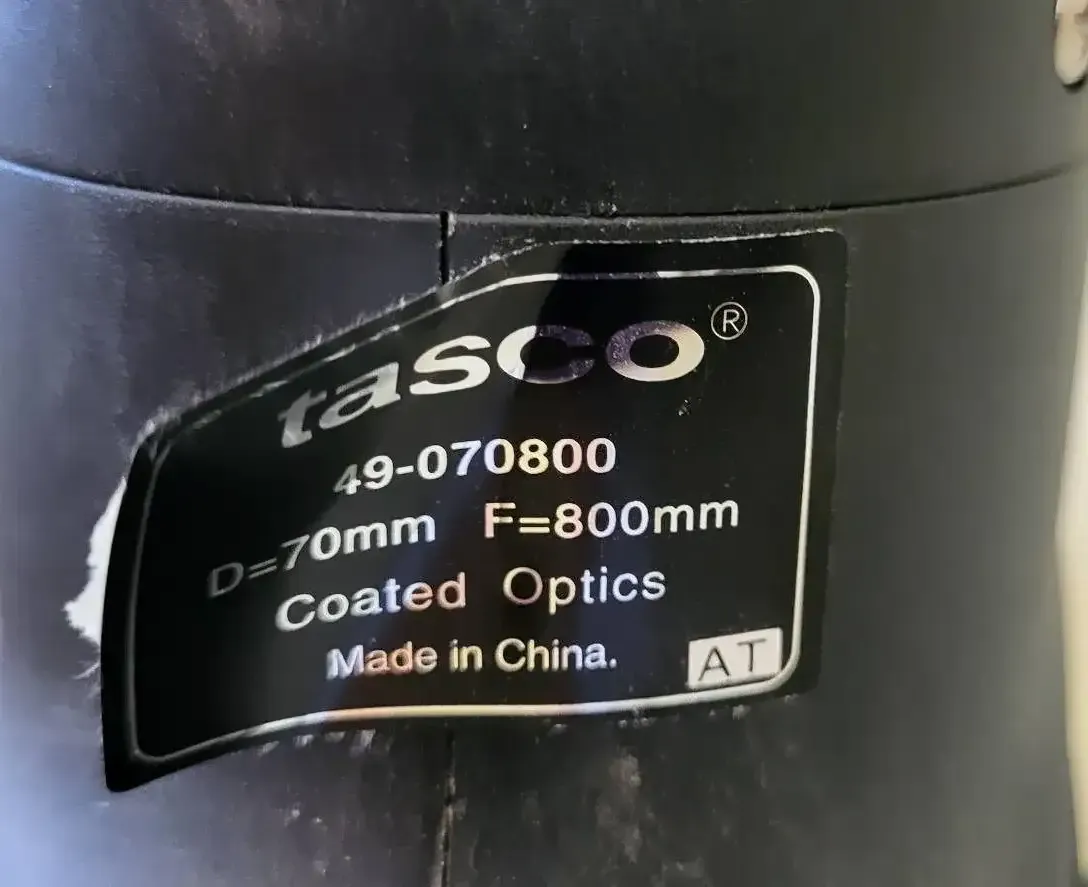 tasco®
49-070800
D=70mm F=800mm
Coated Optics
Made in China.
AT